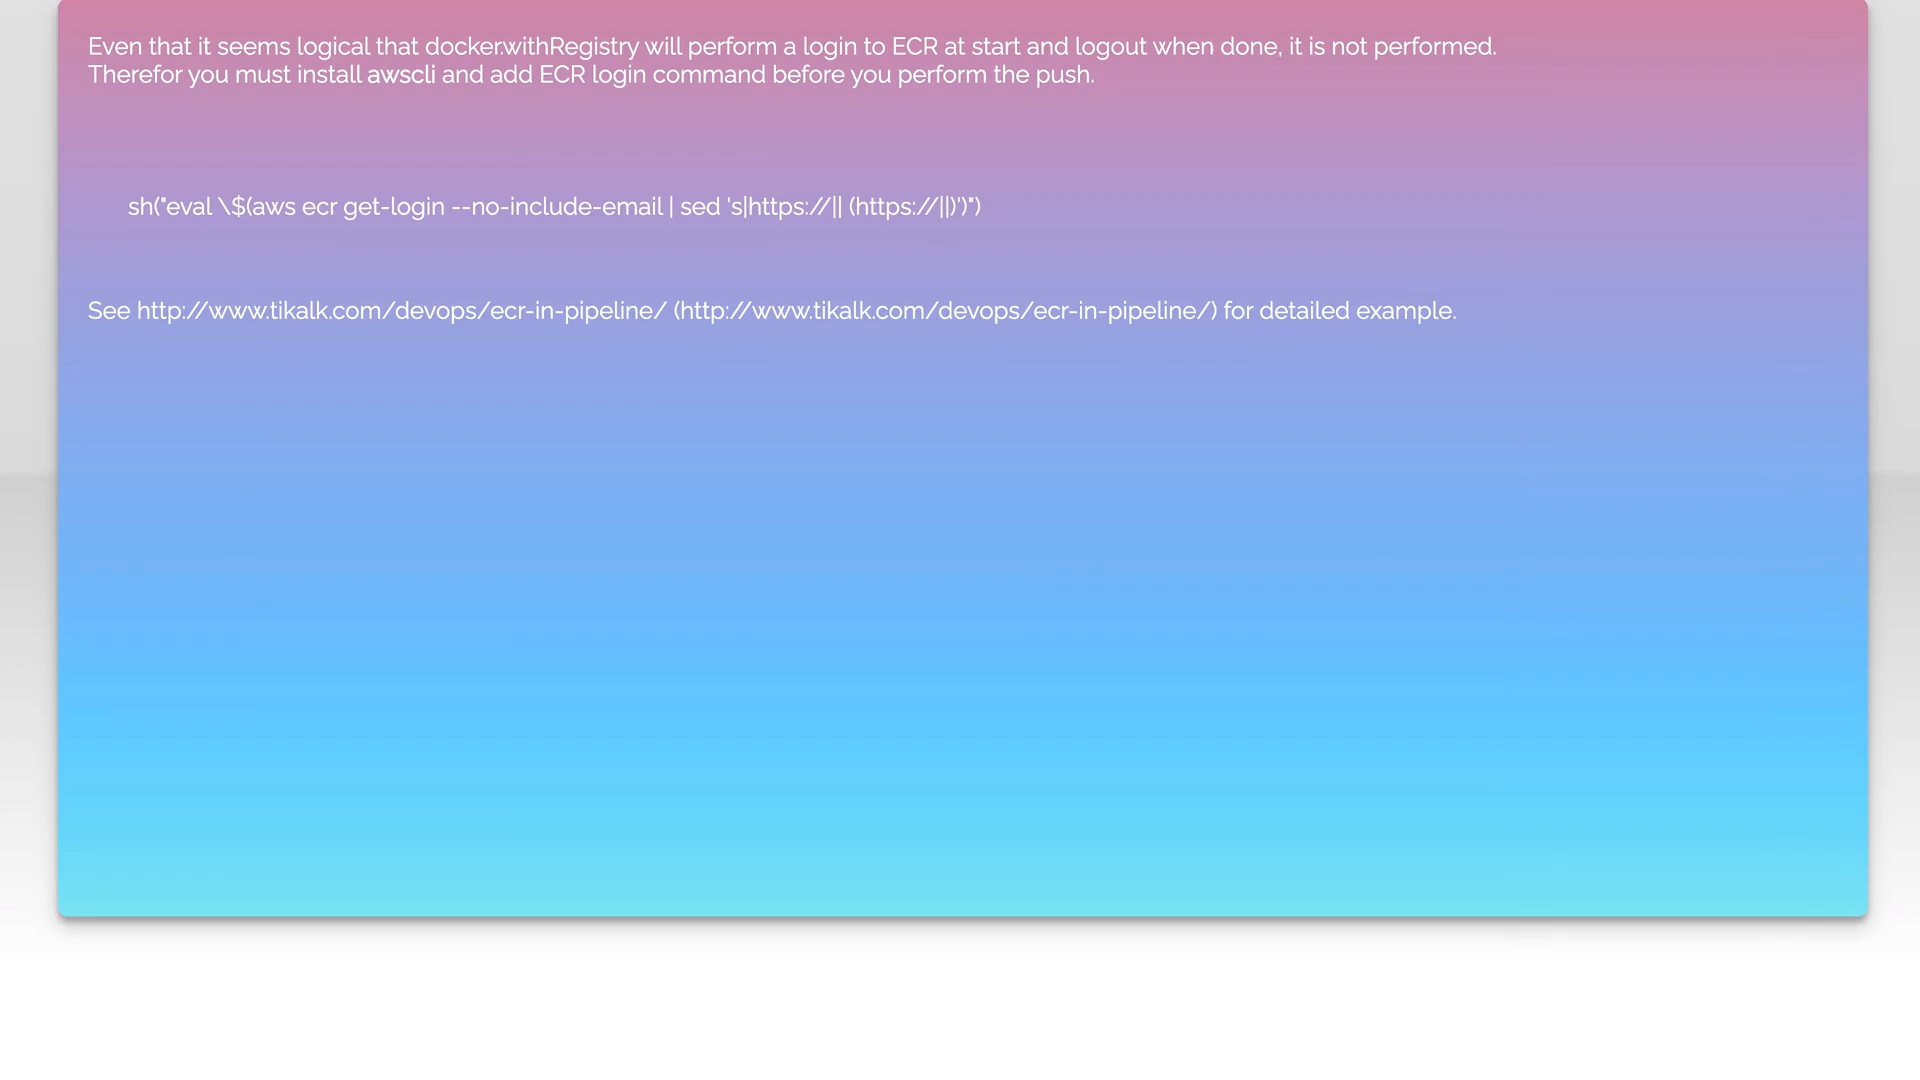 Even that it seems logical that docker.withRegistry will perform a login to ECR at start and logout when done, it is not performed.
Therefor you must install awscli and add ECR login command before you perform the push.
sh("eval \$(aws ecr get-login --no-include-email | sed 's|https://|| (https://||)')")
See http://www.tikalk.com/devops/ecr-in-pipeline/ (http://www.tikalk.com/devops/ecr-in-pipeline/) for detailed example.